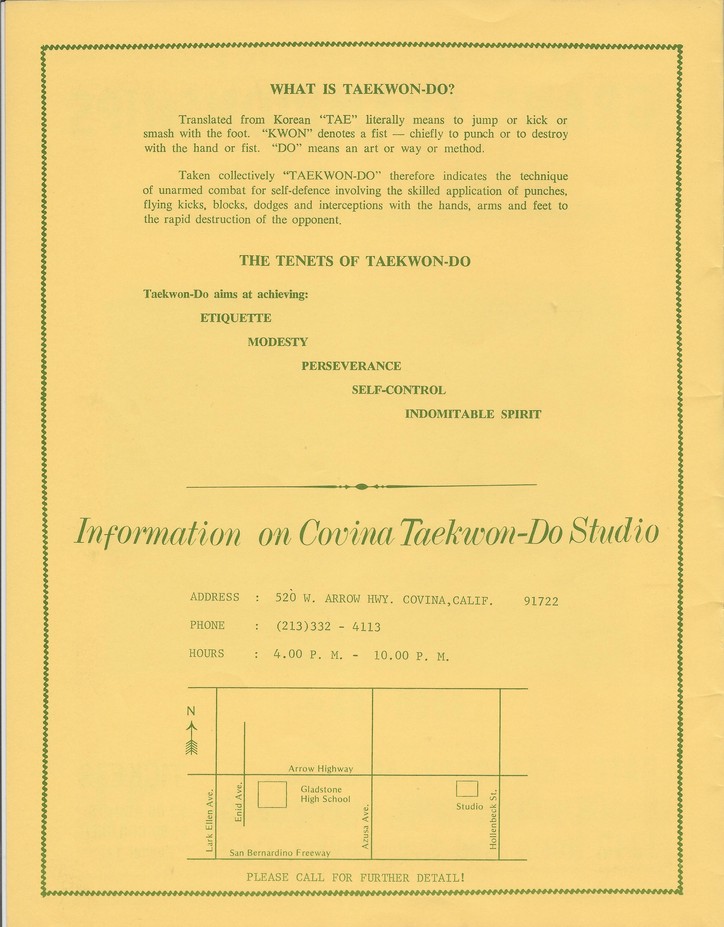 WHAT IS TAEKWON-DO?
Translated from Korean "TAE" literally means to jump or kick or
smash with the foot. "KWON" denotes a fist — chiefly to punch or to destroy
with the hand or fist. "DO" means an art or way or method.
Taken collectively "TAEKWON-DO" therefore indicates the technique
of unarmed combat for self-defence involving the skilled application of punches,
flying kicks, blocks, dodges and interceptions with the hands, arms and feet to
the rapid destruction of the opponent.
THE TENETS OF TAEKWON-DO
Taekwon-Do aims at achieving:
ETIQUETTE
MODESTY
PERSEVERANCE
SELF-CONTROL
INDOMITABLE SPIRIT
Information on Covina Taekwon-Do Studio
ADDRESS : 520 W. ARROW HWY. COVINA,CALIF. 91722
PHONE : (213)332 - 4113
HOURS : 4.00 P. M. - 10.00 P. M.
N
Arrow Highway
Lark Ellen Ave.
Enid Ave.
Gladstone
High School
Azusa Ave.
Studio
Hollenbeck St.
San Bernardino Freeway
PLEASE CALL FOR FURTHER DETAIL!